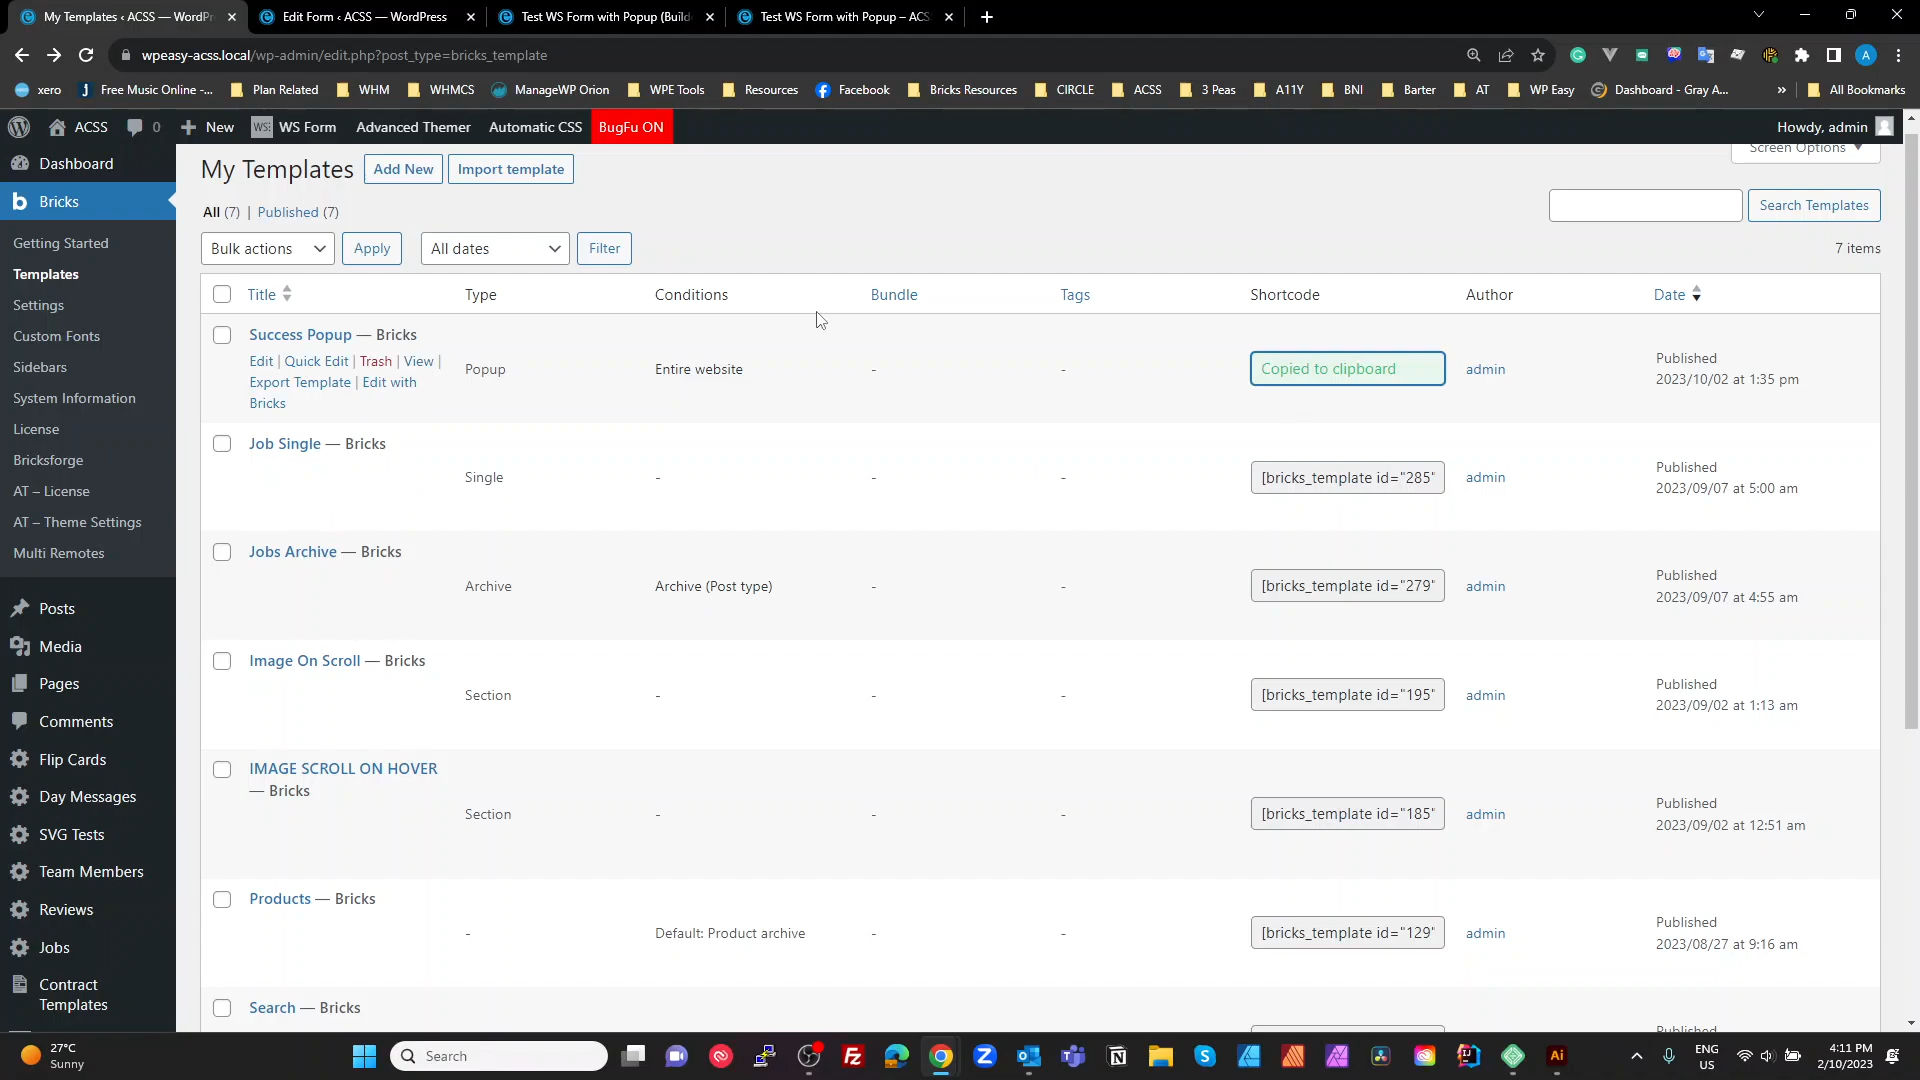 My Templates ‹ ACSS — WordPr
Edit Form ‹ ACSS — WordPress
Test WS Form with Popup (Build
Test WS Form with Popup – ACS
wpeasy-acss.local/wp-admin/edit.php?post_type=bricks_template
xero
Free Music Online -...
Plan Related
WHM
WHMCS
ManageWP Orion
WPE Tools
Resources
Facebook
Bricks Resources
CIRCLE
ACSS
3 Peas
A11Y
BNI
Barter
AT
WP Easy
Dashboard - Gray A...
»
All Bookmarks
ACSS
0
New
WS Form
Advanced Themer
Automatic CSS
BugFu ON
Howdy, admin
Screen Options
Dashboard
Bricks
Getting Started
Templates
Settings
Custom Fonts
Sidebars
System Information
License
Bricksforge
AT – License
AT – Theme Settings
Multi Remotes
Posts
Media
Pages
Comments
Flip Cards
Day Messages
SVG Tests
Team Members
Reviews
Jobs
Contract
Templates
My Templates
Add New
Import template
All (7) | Published (7)
Search Templates
Bulk actions
Apply
All dates
Filter
7 items
Title
Type
Conditions
Bundle
Tags
Shortcode
Author
Date
Success Popup — Bricks
Edit | Quick Edit | Trash | View |
Export Template | Edit with
Bricks
Popup
Entire website
-
-
Copied to clipboard
admin
Published
2023/10/02 at 1:35 pm
Job Single — Bricks
Single
-
-
-
[bricks_template id="285"
admin
Published
2023/09/07 at 5:00 am
Jobs Archive — Bricks
Archive
Archive (Post type)
-
-
[bricks_template id="279"
admin
Published
2023/09/07 at 4:55 am
Image On Scroll — Bricks
Section
-
-
-
[bricks_template id="195"
admin
Published
2023/09/02 at 1:13 am
IMAGE SCROLL ON HOVER
— Bricks
Section
-
-
-
[bricks_template id="185"
admin
Published
2023/09/02 at 12:51 am
Products — Bricks
-
Default: Product archive
-
-
[bricks_template id="129"
admin
Published
2023/08/27 at 9:16 am
Search — Bricks
Published
27°C
Sunny
Search
ENG
US
4:11 PM
2/10/2023